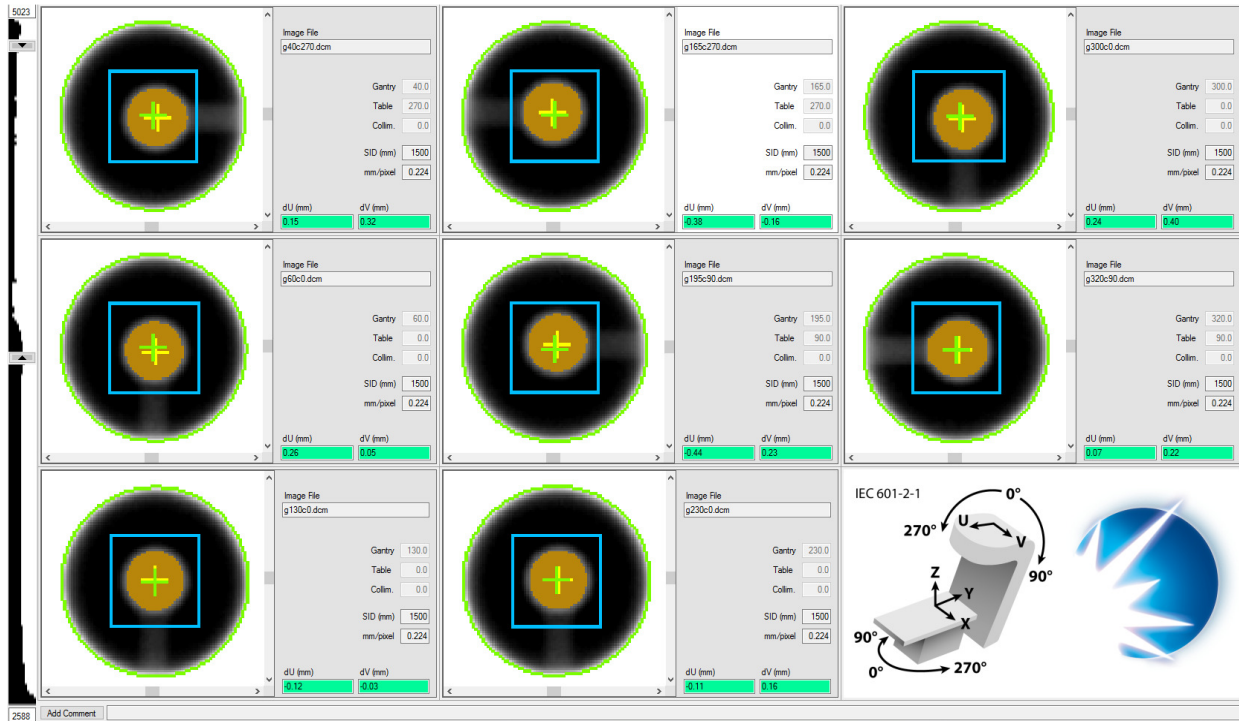 5023
Image File
g40c270.dcm
Gantry 40.0
Table 270.0
Collim. 0.0
SID (mm) 1500
mm/pixel 0.224
dU (mm) dV (mm)
0.15 0.32
Image File
g165c270.dcm
Gantry 165.0
Table 270.0
Collim. 0.0
SID (mm) 1500
mm/pixel 0.224
dU (mm) dV (mm)
-0.38 -0.16
Image File
g300c0.dcm
Gantry 300.0
Table 0.0
Collim. 0.0
SID (mm) 1500
mm/pixel 0.224
dU (mm) dV (mm)
0.24 0.40
Image File
g60c0.dcm
Gantry 60.0
Table 0.0
Collim. 0.0
SID (mm) 1500
mm/pixel 0.224
dU (mm) dV (mm)
0.26 0.05
Image File
g195c90.dcm
Gantry 195.0
Table 90.0
Collim. 0.0
SID (mm) 1500
mm/pixel 0.224
dU (mm) dV (mm)
-0.44 0.23
Image File
g320c90.dcm
Gantry 320.0
Table 90.0
Collim. 0.0
SID (mm) 1500
mm/pixel 0.224
dU (mm) dV (mm)
0.07 0.22
Image File
g130c0.dcm
Gantry 130.0
Table 0.0
Collim. 0.0
SID (mm) 1500
mm/pixel 0.224
dU (mm) dV (mm)
-0.12 -0.03
Image File
g230c0.dcm
Gantry 230.0
Table 0.0
Collim. 0.0
SID (mm) 1500
mm/pixel 0.224
dU (mm) dV (mm)
-0.11 0.16
IEC 601-2-1
0°
270° U V
90°
Z Y X
90°
0° 270°
2588 Add Comment